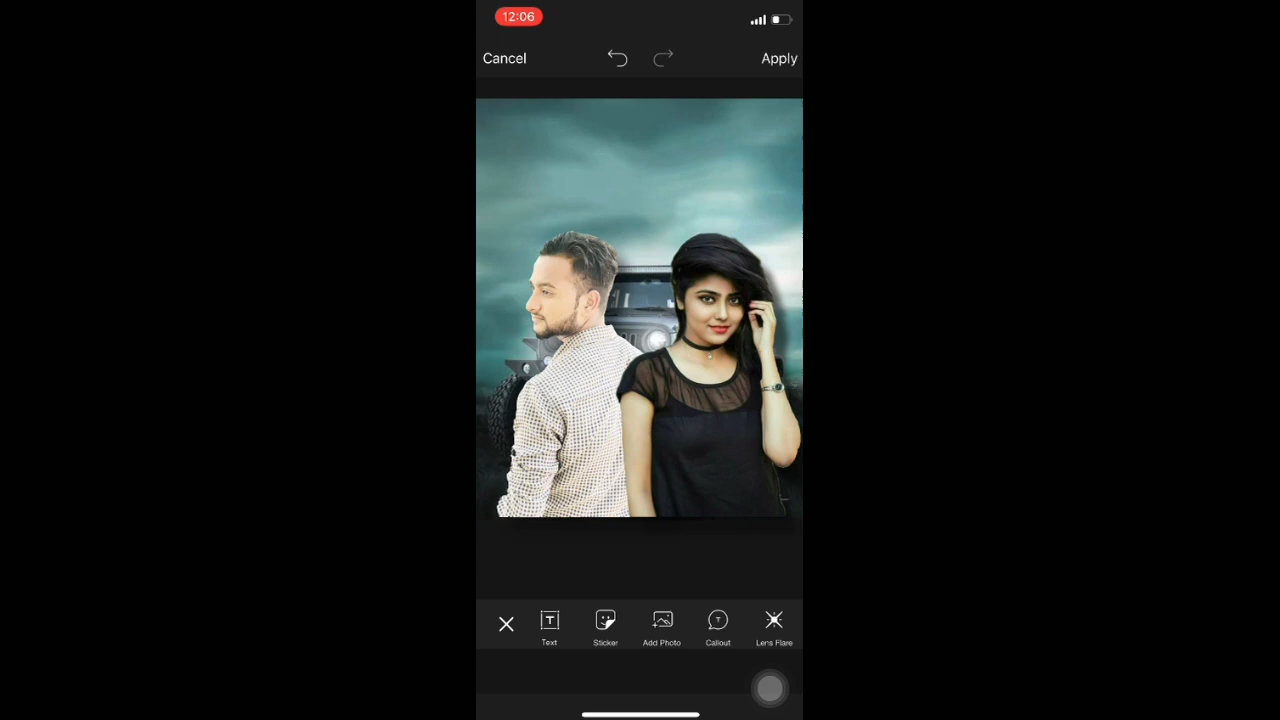 12:06
Cancel
Apply
T
T
Text
Sticker
Add Photo
Callout
Lens Flare